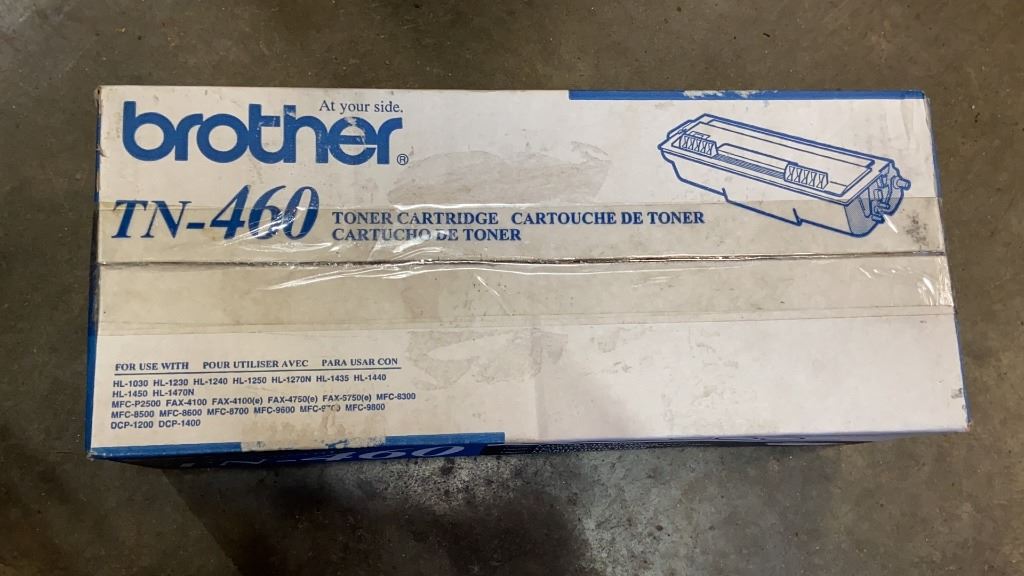 At your side.
brother®
TN-460 TONER CARTRIDGE CARTOUCHE DE TONER
CARTUCHO DE TONER
FOR USE WITH POUR UTILISER AVEC PARA USAR CON
HL-1030 HL-1230 HL-1240 HL-1250 HL-1270N HL-1435 HL-1440
HL-1450 HL-1470N
MFC-P2500 FAX-4100 FAX-4100(e) FAX-4750(e) FAX-5750(e) MFC-8300
MFC-8500 MFC-8600 MFC-8700 MFC-9600 MFC-9800
DCP-1200 DCP-1400
TN-460